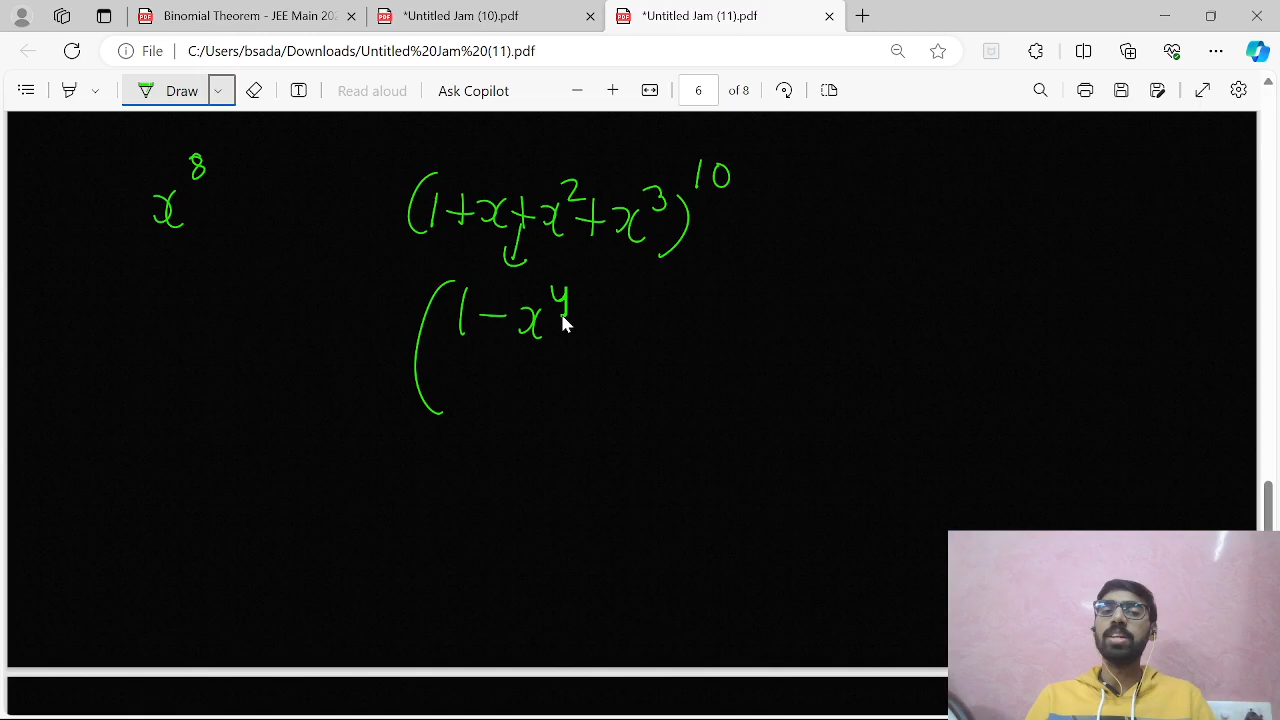 Binomial Theorem - JEE Main 202
*Untitled Jam (10).pdf
*Untitled Jam (11).pdf
File C:/Users/bsada/Downloads/Untitled%20Jam%20(11).pdf
Draw Read aloud Ask Copilot 6 of 8
x^8 (1+x+x^2+x^3)^10
(1-x^4